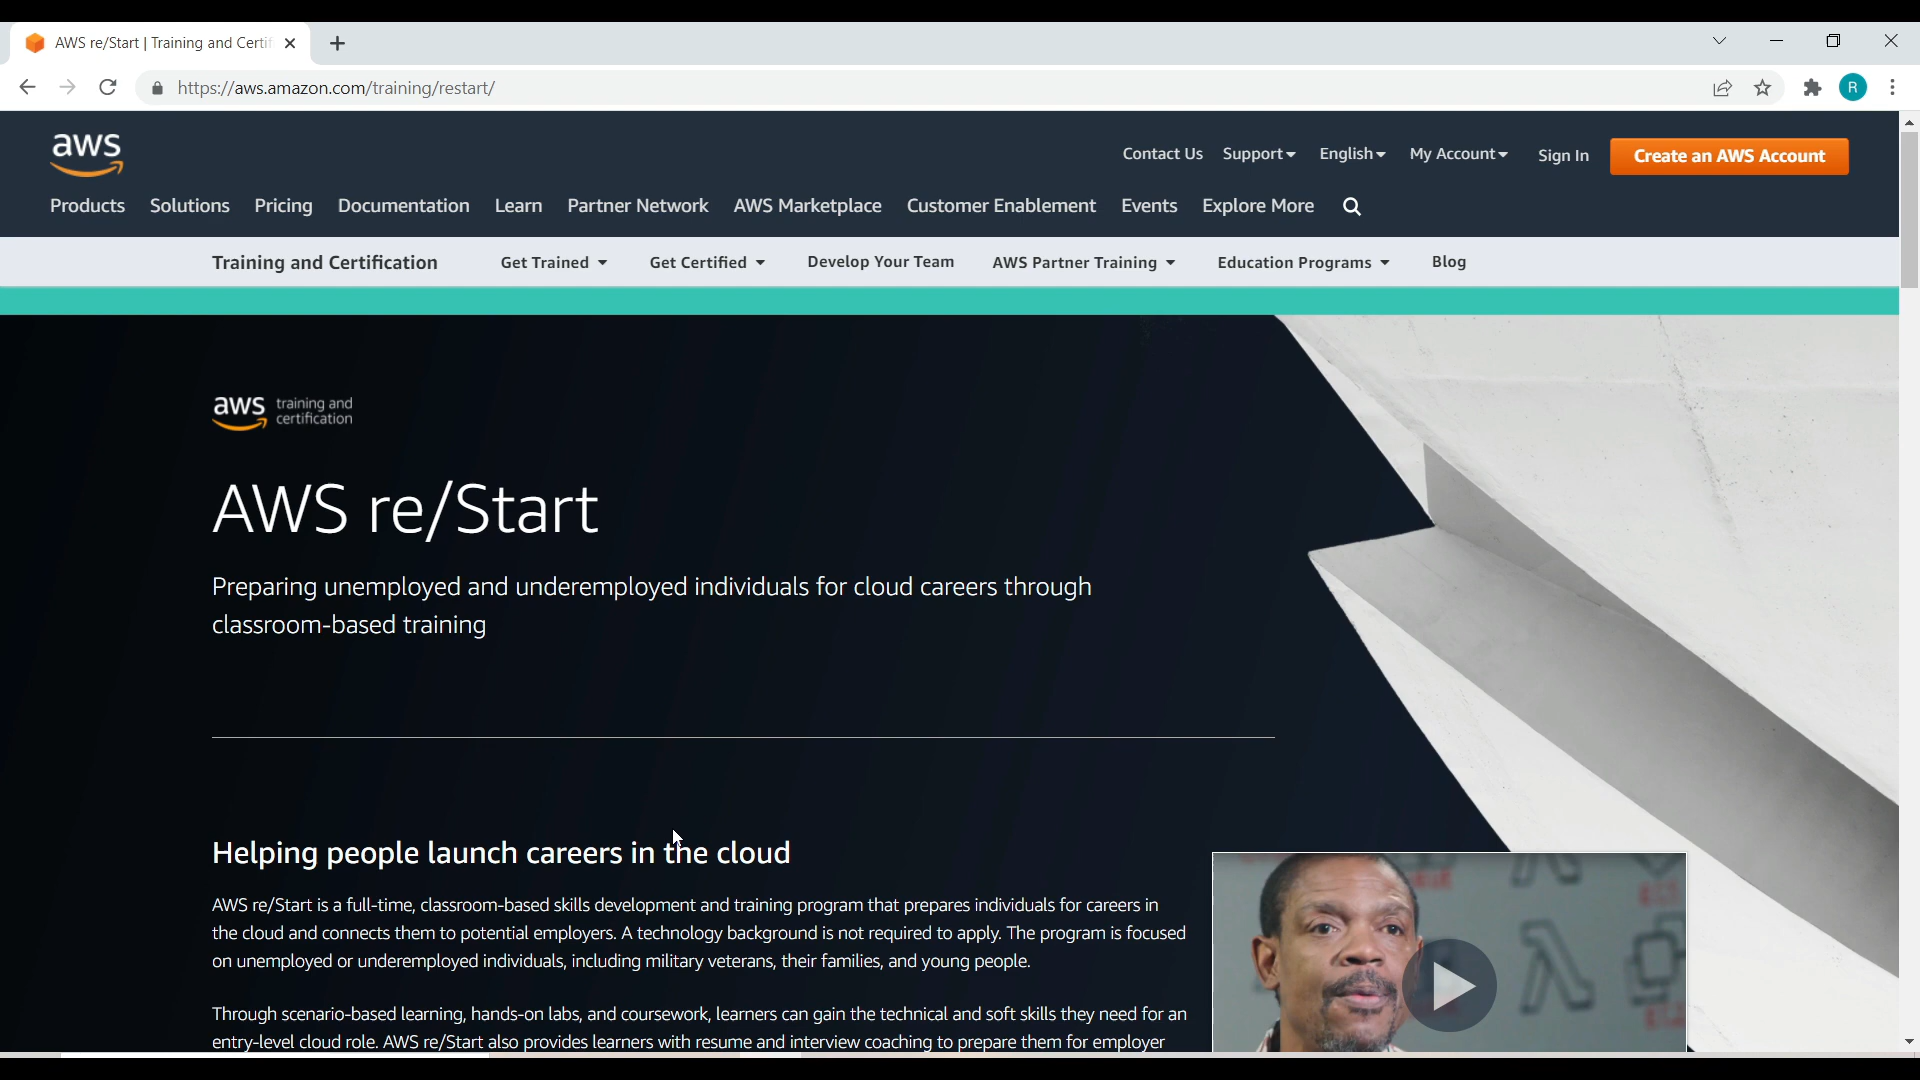 AWS re/Start | Training and Certif
https://aws.amazon.com/training/restart/
R
aws
Contact Us Support English My Account Sign In Create an AWS Account
Products Solutions Pricing Documentation Learn Partner Network AWS Marketplace Customer Enablement Events Explore More
Training and Certification Get Trained Get Certified Develop Your Team AWS Partner Training Education Programs Blog
aws training and
certification
AWS re/Start
Preparing unemployed and underemployed individuals for cloud careers through
classroom-based training
Helping people launch careers in the cloud
AWS re/Start is a full-time, classroom-based skills development and training program that prepares individuals for careers in
the cloud and connects them to potential employers. A technology background is not required to apply. The program is focused
on unemployed or underemployed individuals, including military veterans, their families, and young people.
Through scenario-based learning, hands-on labs, and coursework, learners can gain the technical and soft skills they need for an
entry-level cloud role. AWS re/Start also provides learners with resume and interview coaching to prepare them for employer